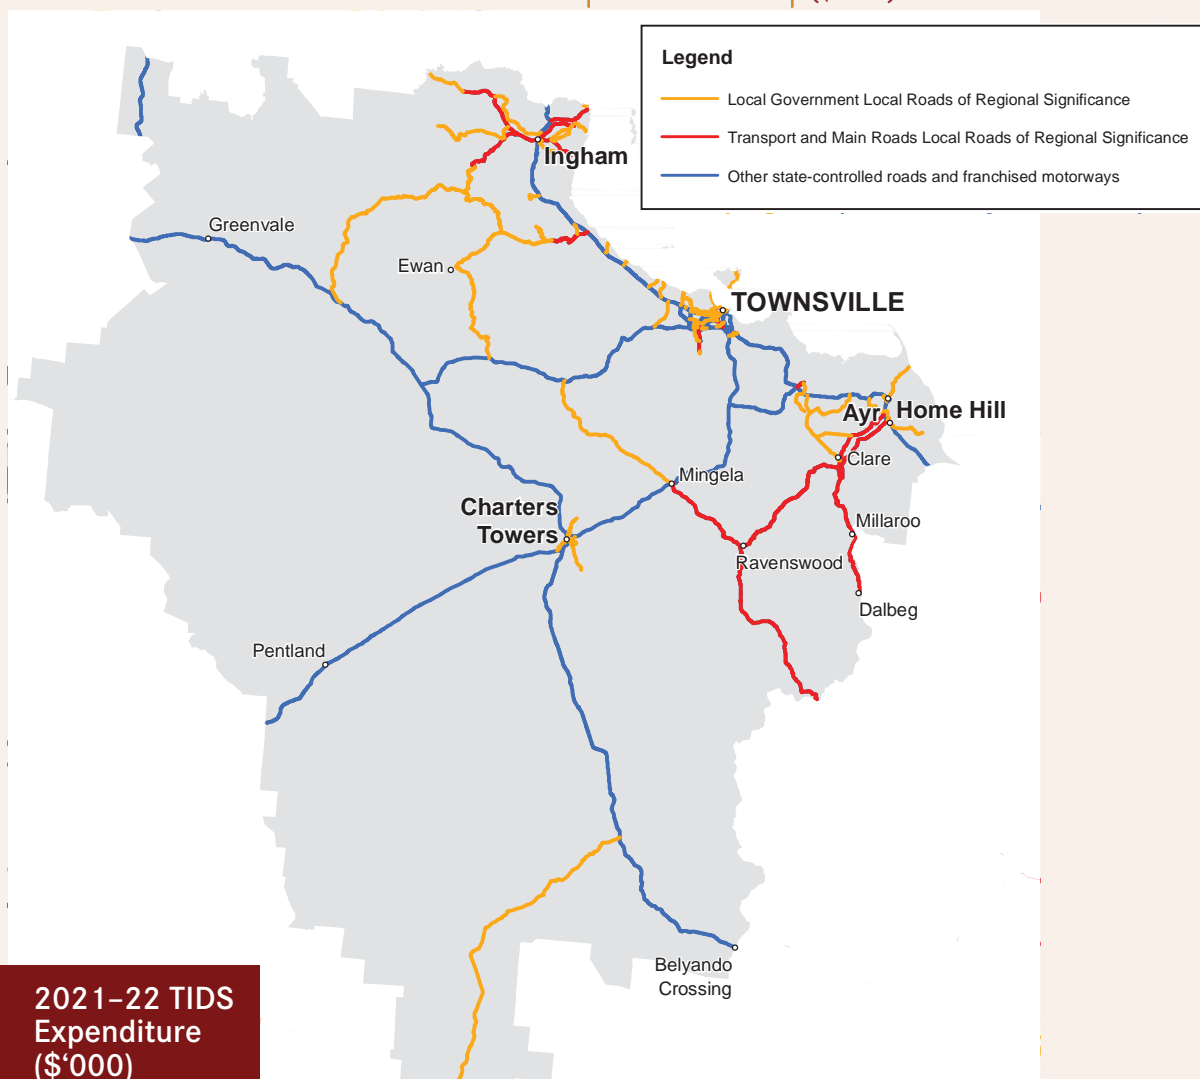 Legend
Local Government Local Roads of Regional Significance
Transport and Main Roads Local Roads of Regional Significance
Other state-controlled roads and franchised motorways
Ingham
Greenvale
Ewan
TOWNSVILLE
Ayr
Home Hill
Clare
Mingela
Charters
Towers
Millaroo
Ravenswood
Dalbeg
Pentland
Belyando
Crossing
2021–22 TIDS
Expenditure
($‘000)